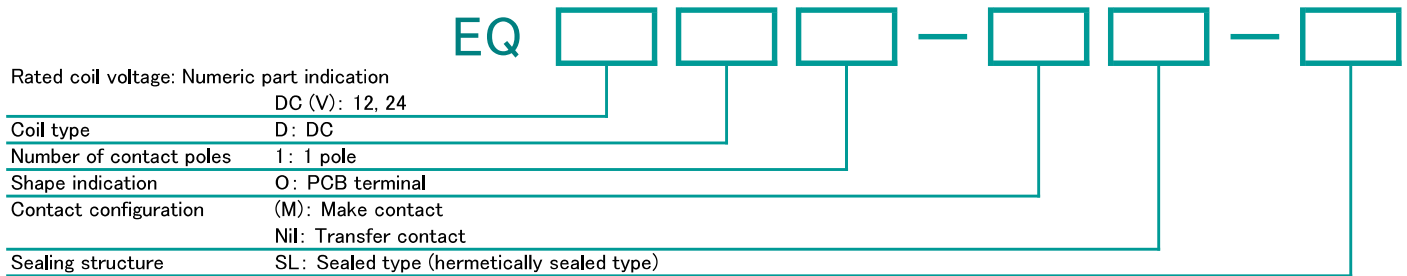 EQ
Rated coil voltage: Numeric part indication
DC (V): 12, 24
Coil type D: DC
Number of contact poles 1: 1 pole
Shape indication O: PCB terminal
Contact configuration (M): Make contact
Nil: Transfer contact
Sealing structure SL: Sealed type (hermetically sealed type)